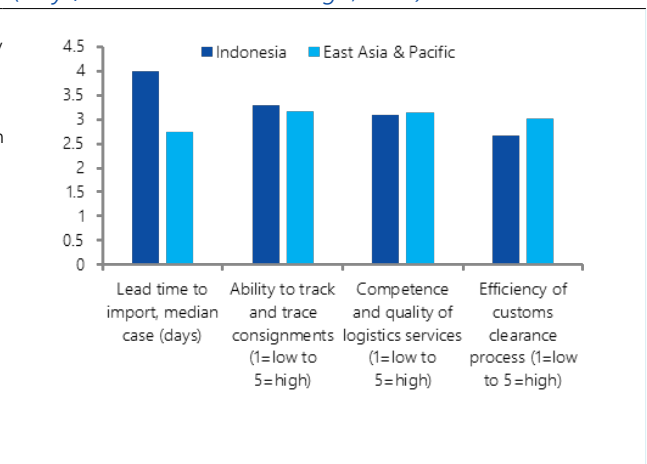 4.5
4
3.5
3
2.5
2
1.5
1
0.5
0
Indonesia East Asia & Pacific
Lead time to import, median case (days)
Ability to track and trace consignments (1=low to 5=high)
Competence and quality of logistics services (1=low to 5=high)
Efficiency of customs clearance process (1=low to 5=high)